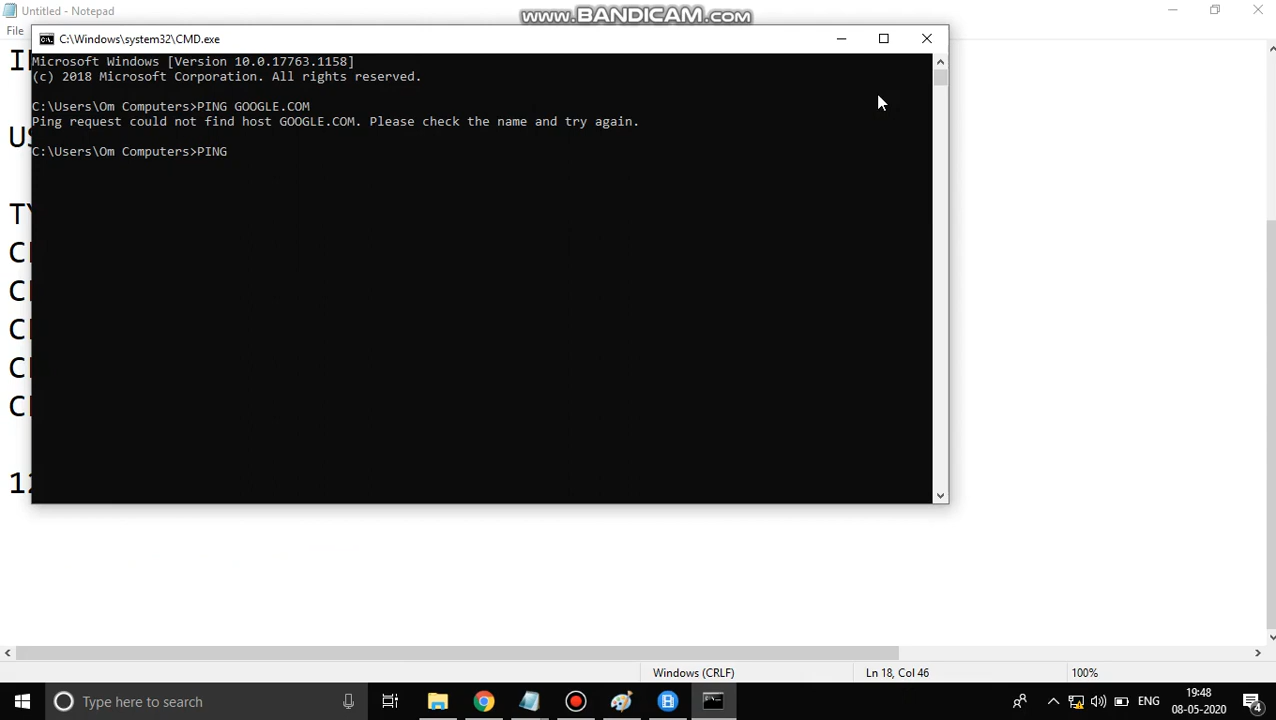 Untitled - Notepad
www.BANDICAM.com
File
C:\Windows\system32\CMD.exe
Microsoft Windows [Version 10.0.17763.1158]
(c) 2018 Microsoft Corporation. All rights reserved.
C:\Users\Om Computers>PING GOOGLE.COM
Ping request could not find host GOOGLE.COM. Please check the name and try again.
C:\Users\Om Computers>PING
Windows (CRLF)
Ln 18, Col 46
100%
Type here to search
ENG
19:48
08-05-2020
4